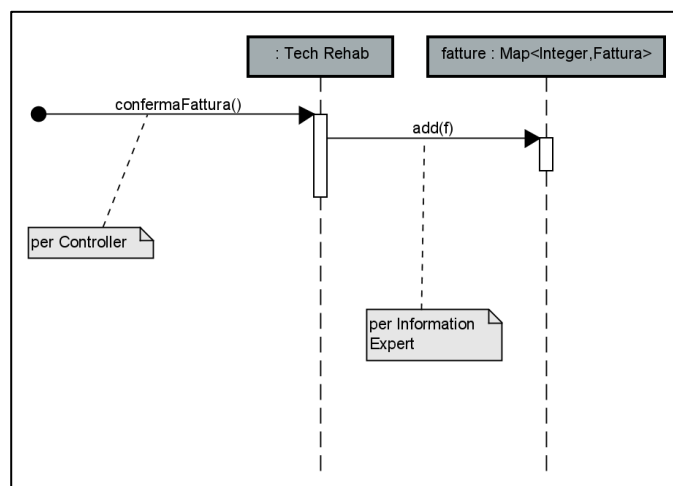 : Tech Rehab
fatture : Map<Integer,Fattura>
confermaFattura()
add(f)
per Controller
per Information
Expert